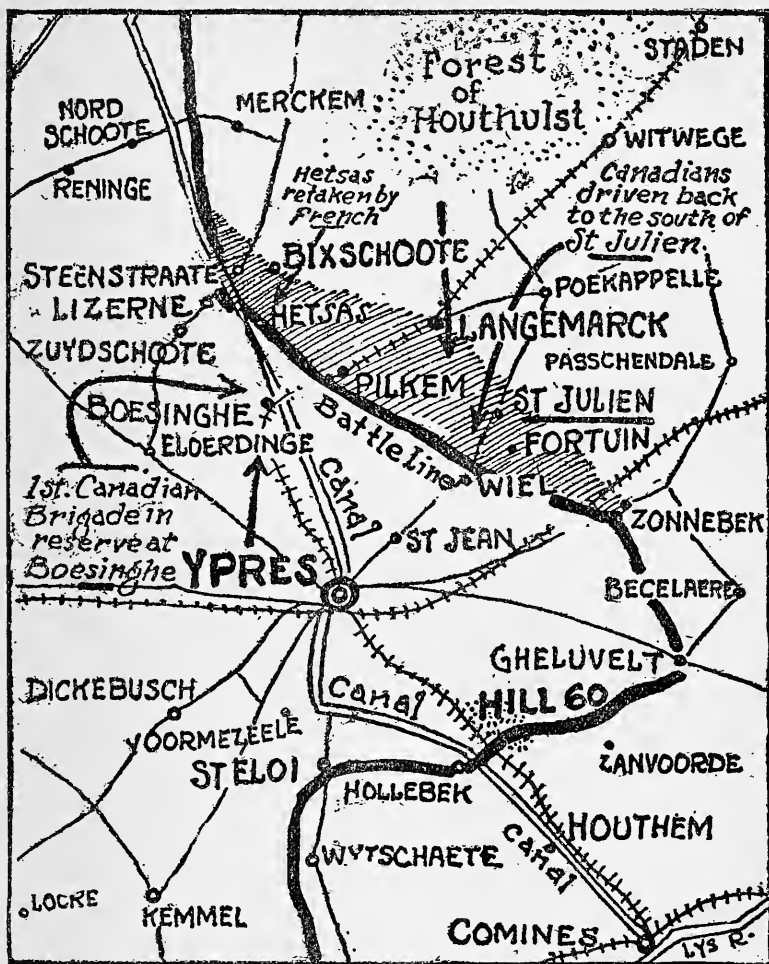 STADEN
Forest
of
Houthulst
NORD
SCHOOTE
MERCKEM
WITWEGE
RENINGE
Hetsas
retaken by
French
Canadians
driven back
to the south of
St Julien
STEENSTRAATE
BIXSCHOOTE
POEKAPPELLE
LIZERNE
HETSAS
LANGEMARCK
ZUYDSCHOOTE
PASSCHENDALE
PILKEM
BOESINGHE
ST JULIEN
ELOERDINGE
Battle line
FORTUIN
1st. Canadian
Brigade in
reserve at
Boesinghe
Canal
WIEL
ZONNEBEK
ST JEAN
YPRES
BECELAERE
GHELUVELT
DICKEBUSCH
Canal
HILL 60
VOORMEZEELE
ST ELOI
ZANVOORDE
HOLLEBEK
HOUTHEM
WYTSCHAETE
Canal
LOCRE
KEMMEL
COMINES
LYS R.